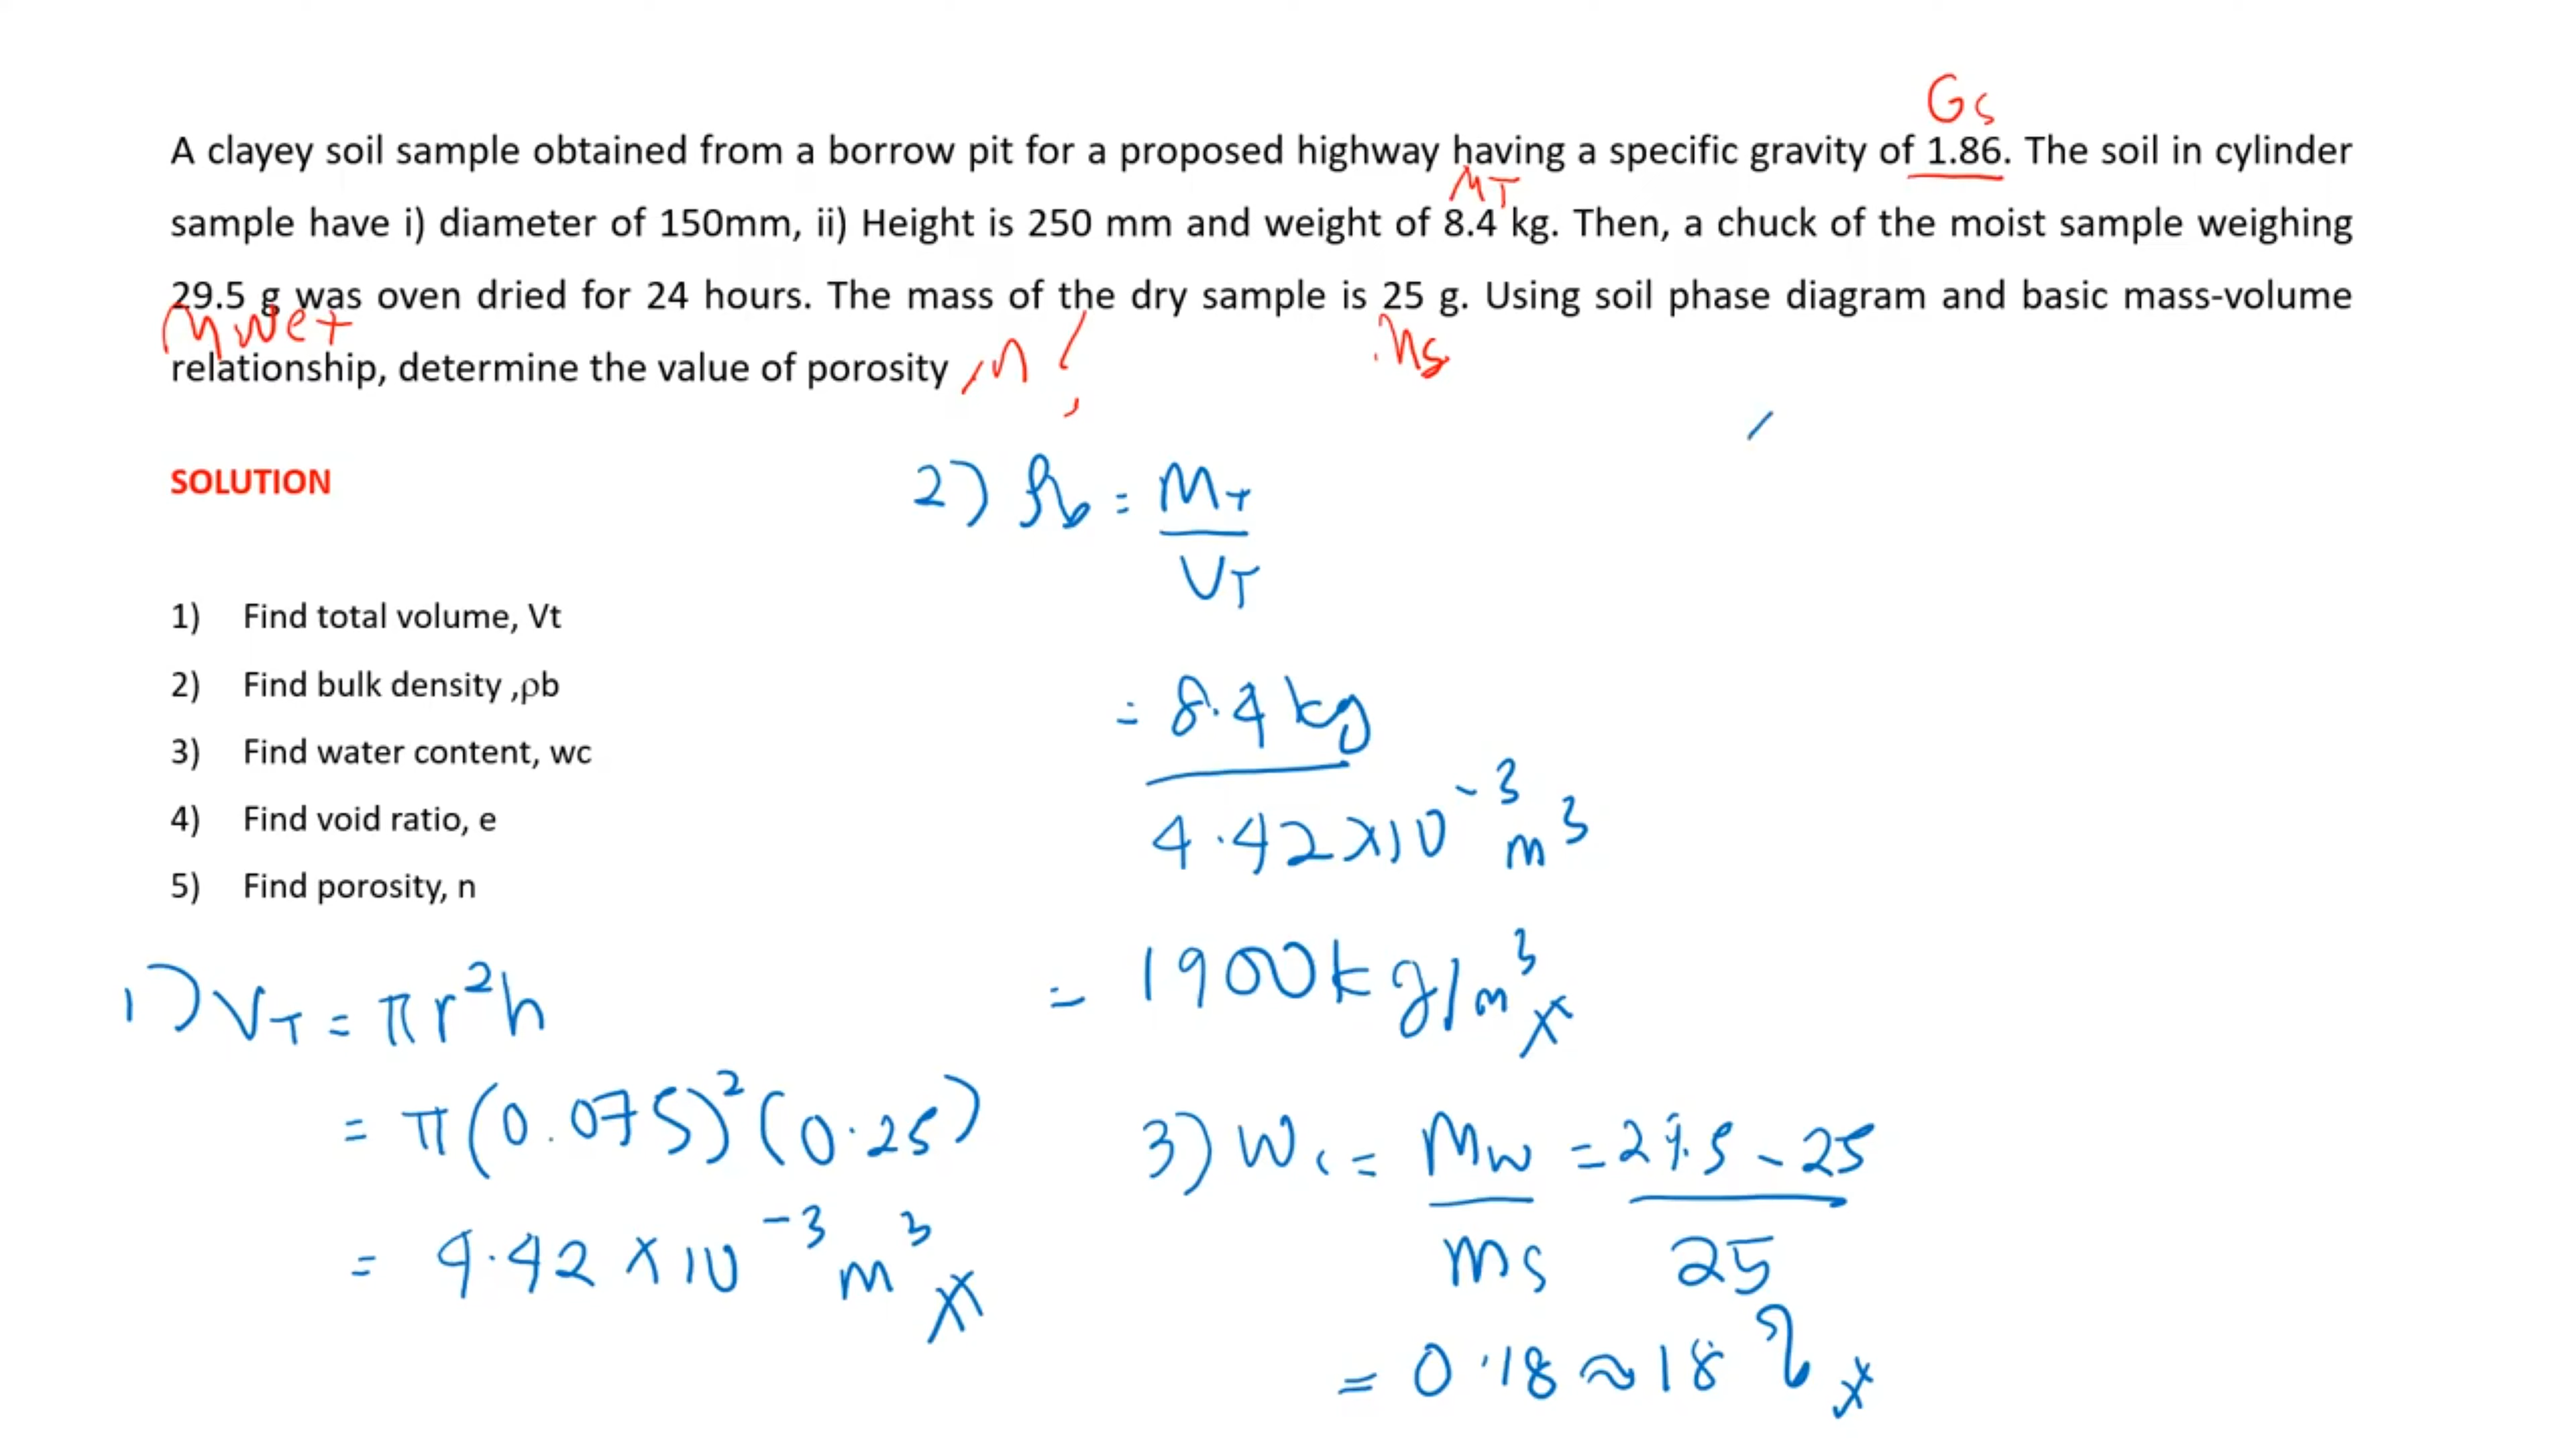 Gs
A clayey soil sample obtained from a borrow pit for a proposed highway having a specific gravity of 1.86. The soil in cylinder
MT
sample have i) diameter of 150mm, ii) Height is 250 mm and weight of 8.4 kg. Then, a chuck of the moist sample weighing
29.5 g was oven dried for 24 hours. The mass of the dry sample is 25 g. Using soil phase diagram and basic mass-volume
Mwet
Ms
relationship, determine the value of porosity , n
SOLUTION
1) Find total volume, Vt
2) Find bulk density ,ρb
3) Find water content, wc
4) Find void ratio, e
5) Find porosity, n
1) VT = πr²h
= π(0.075)²(0.25)
= 4.42 x 10⁻³ m³
2) ρb = MT
VT
= 8.4 kg
4.42x10⁻³ m³
= 1900 kg/m³
3) Wc = Mw = 29.5 - 25
Ms 25
= 0.18 ≈ 18 %